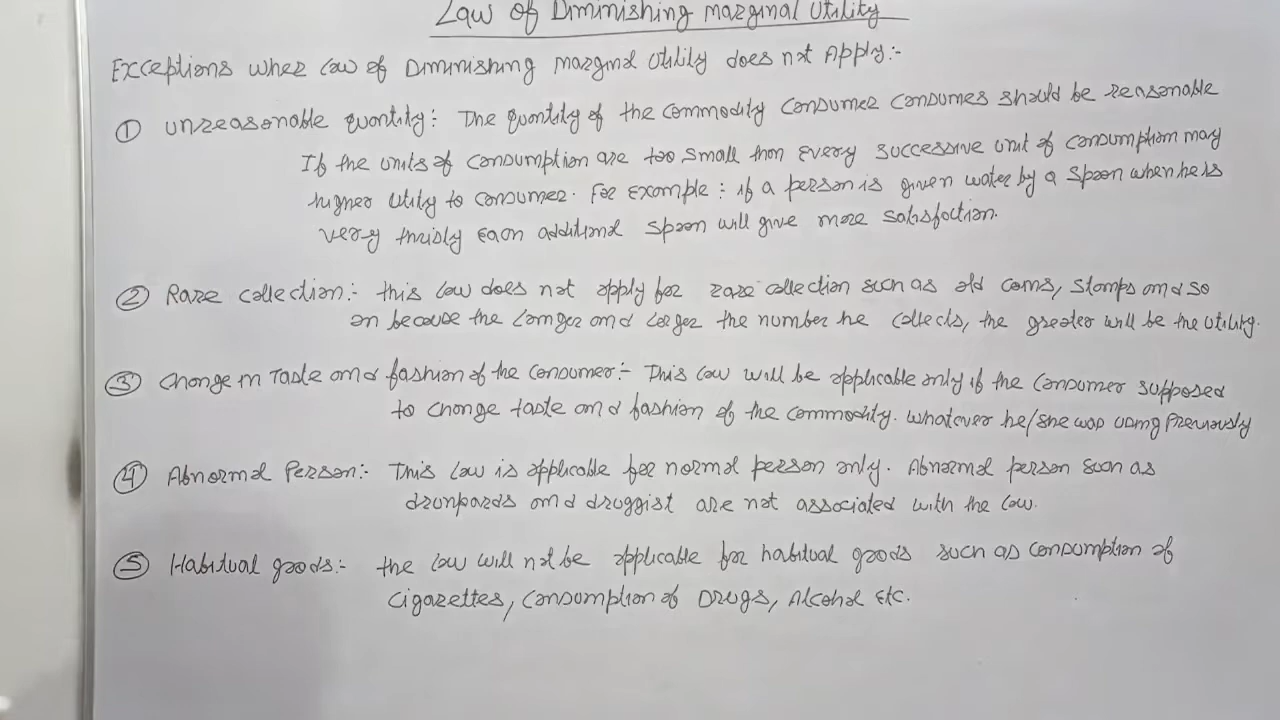 Law of Diminishing Marginal Utility
Exceptions where law of Diminishing Marginal Utility does not Apply:-
① unreasonable quantity: The quantity of the commodity consumer consumes should be reasonable
If the units of consumption are too small then every successive unit of consumption may
higher utility to consumer. For Example: if a person is given water by a spoon when he is
very thristy Each additional spoon will give more satisfaction.
② Rare collection:- this law does not apply for rare collection such as old coins, stamps and so
on because the longer and larger the number he collects, the greater will be the utility.
③ Change in Taste and fashion of the consumer:- This law will be applicable only if the consumer supposed
to change taste and fashion of the commodity. whatever he/she was using previously
④ Abnormal Person:- This law is applicable for normal person only. Abnormal person such as
drunpards and druggist are not associated with the law.
⑤ Habitual goods:- the law will not be applicable for habitual goods such as consumption of
cigarettes, consumption of Drugs, Alcohol Etc.